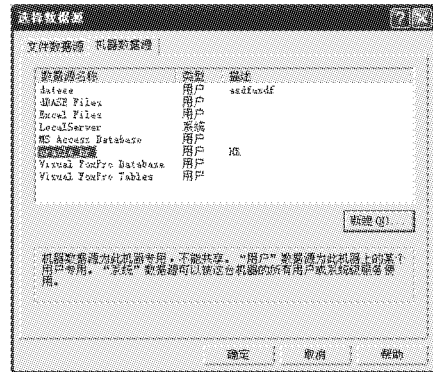 选择数据源
文件数据源 机器数据源
数据源名称 类型 描述
dateee 用户 asdfuxdf
dBASE Files 用户
Excel Files 用户
LocalServer 系统
MS Access Database 用户
用户 XX
Visual FoxPro Database 用户
Visual FoxPro Tables 用户
新建(N)...
机器数据源为此机器专用，不能共享。“用户”数据源为此机器上的某个
用户专用。“系统”数据源可以被这台机器的所有用户或系统级服务使
用。
确定 取消 帮助